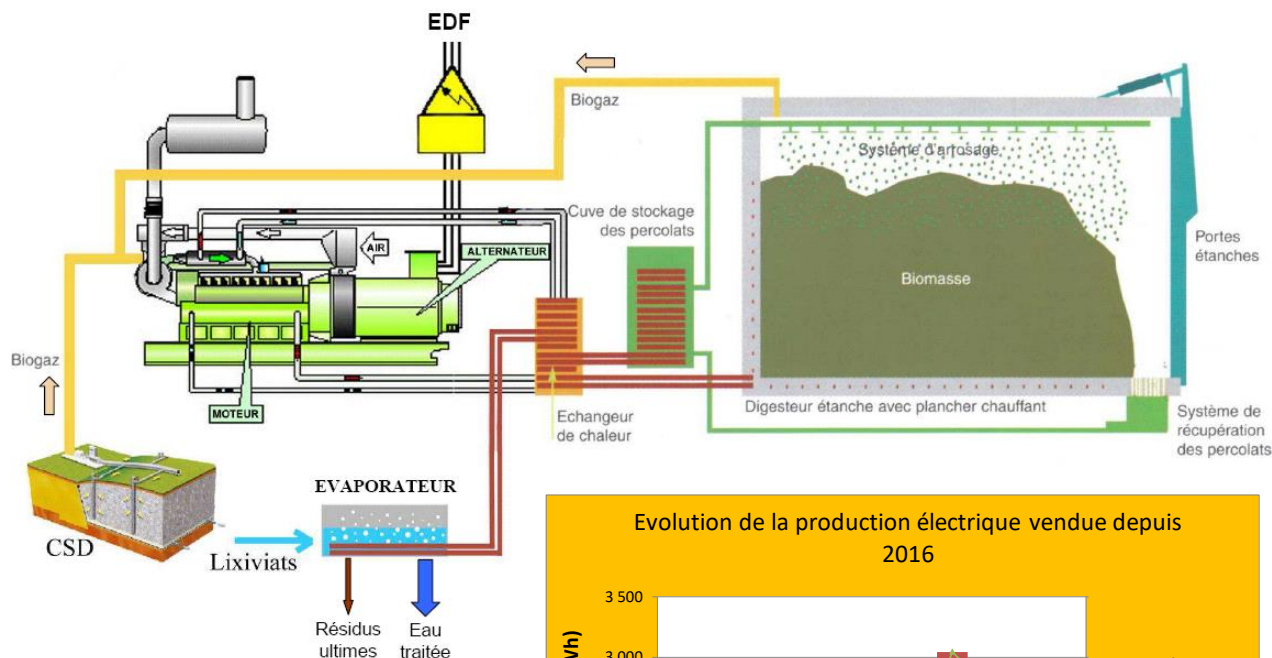 EDF
Biogaz
Système d'arrosage
Cuve de stockage
des percolats
AIR
ALTERNATEUR
Portes
étanches
Biomasse
Biogaz
MOTEUR
Digesteur étanche avec plancher chauffant
Echangeur
de chaleur
Système de
récupération
des percolats
EVAPORATEUR
CSD
Lixiviats
Résidus
ultimes
Eau
traitée
Evolution de la production électrique vendue depuis
2016
3 500
3 000